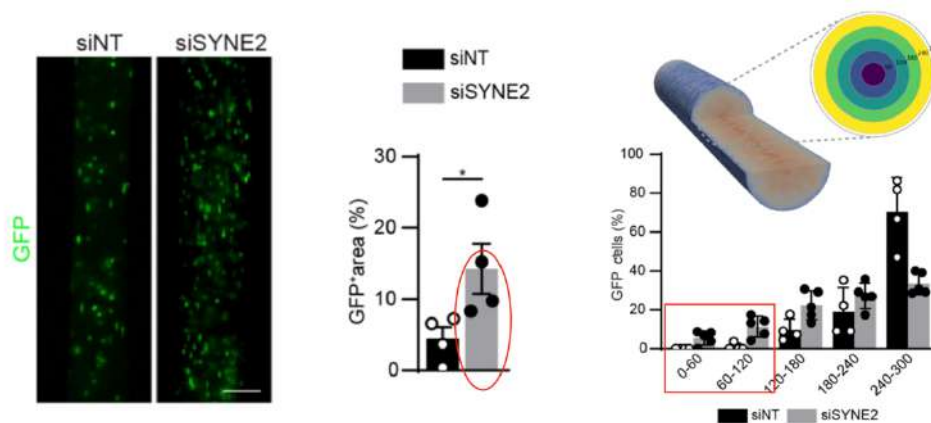 siNT siSYNE2
GFP
siNT
siSYNE2
GFP⁺area (%)
30
20
10
0
*
GFP cells (%)
100
80
60
40
20
0
0-60
60-120
120-180
180-240
240-300
siNT siSYNE2